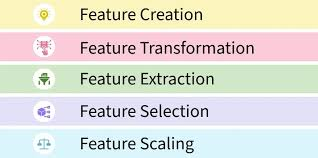 Feature Creation
Feature Transformation
Feature Extraction
Feature Selection
Feature Scaling